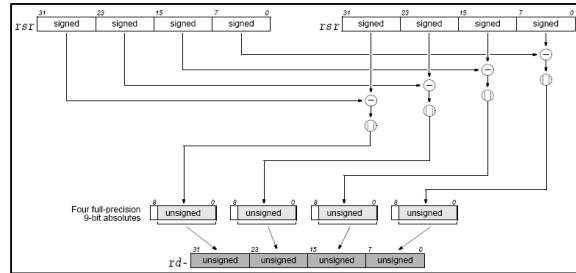 31 23 15 7 0 31 23 15 7 0
rsr signed signed signed signed rsr signed signed signed signed
−
−
−
−
8 0 8 0 8 0 8 0
Four full-precision unsigned unsigned unsigned unsigned
9-bit absolutes
31 23 15 7 0
rd- unsigned unsigned unsigned unsigned